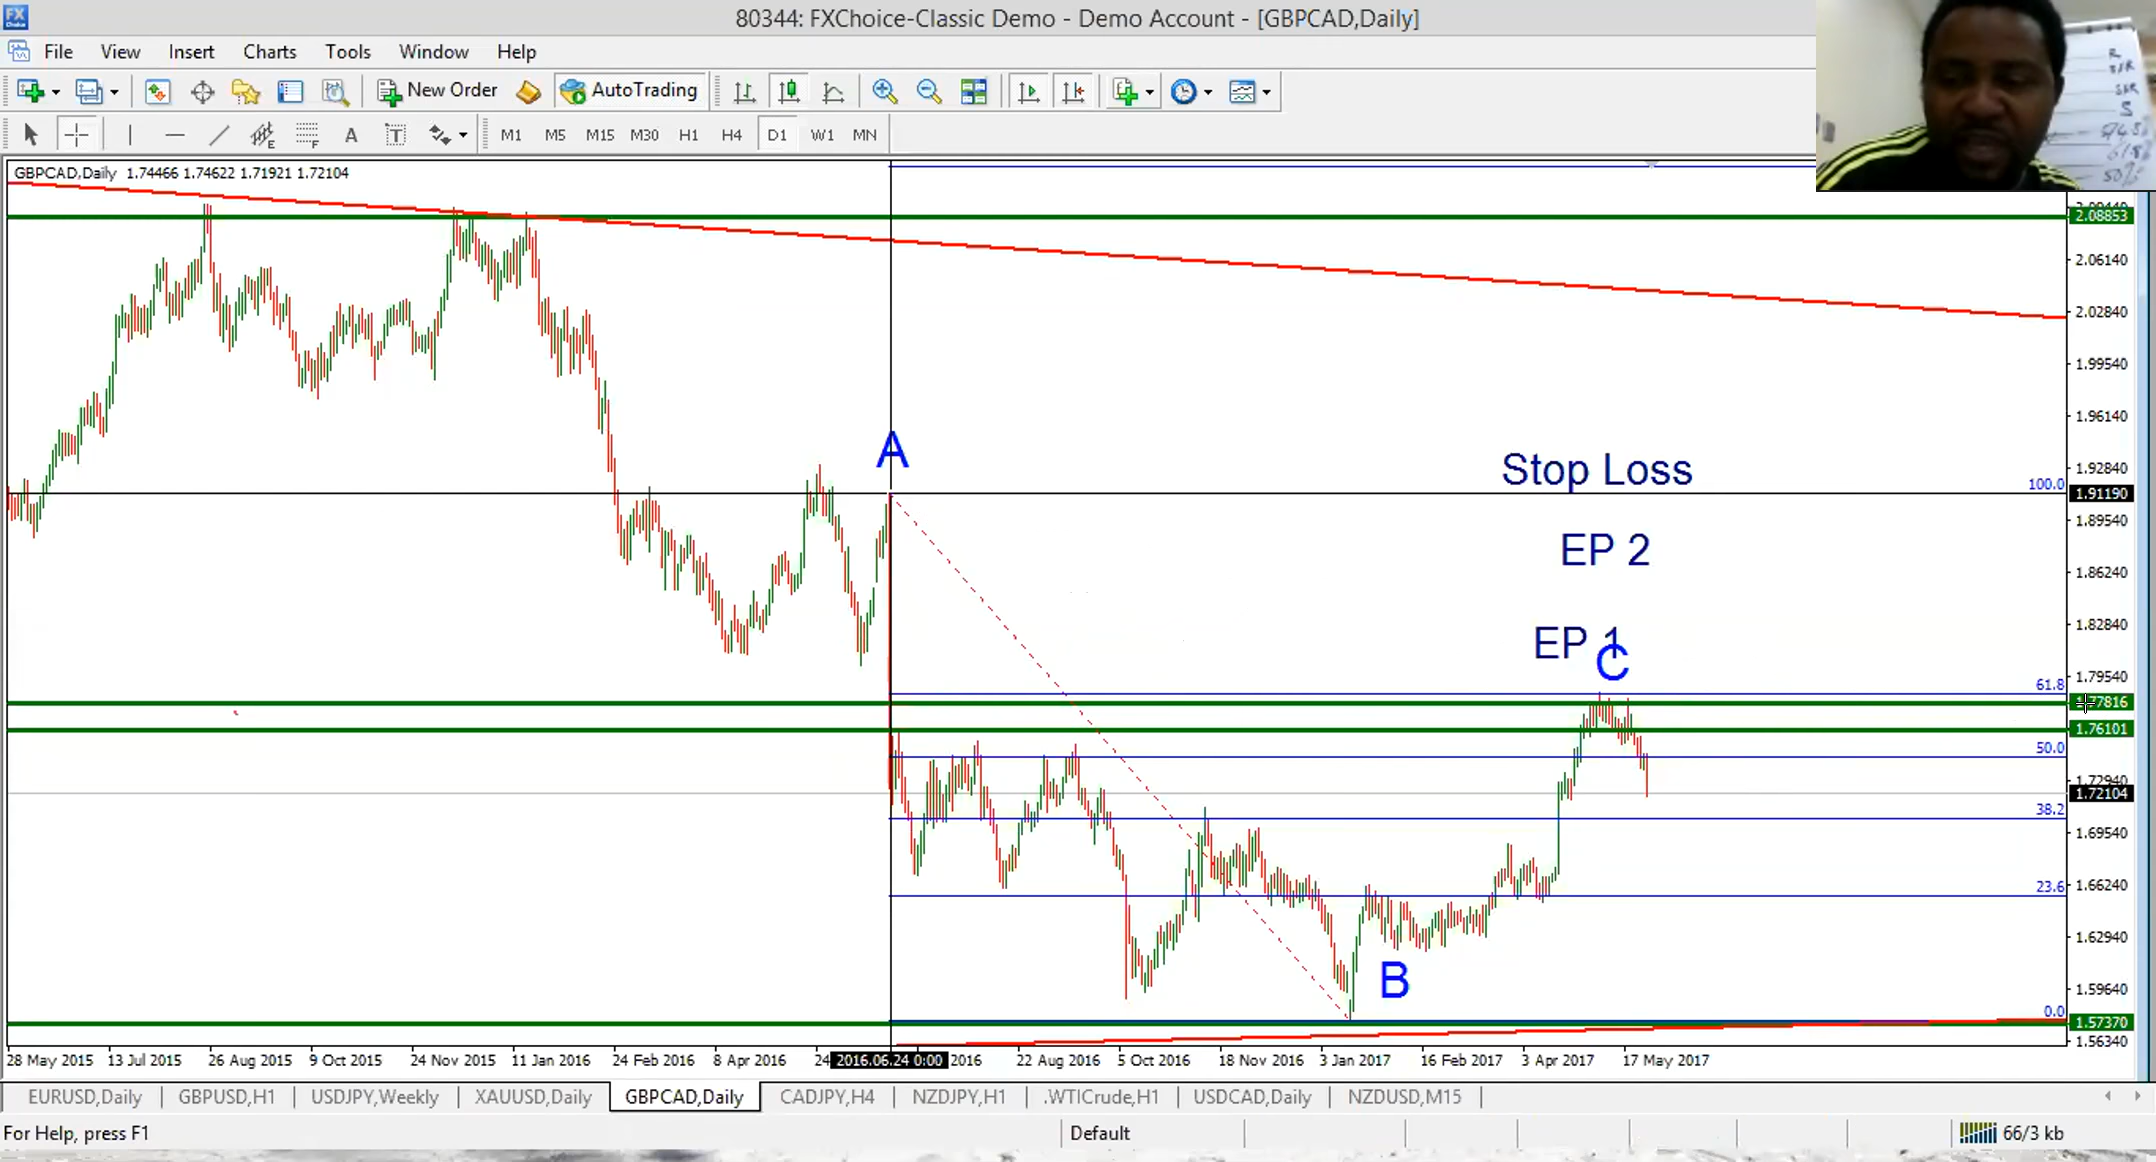 80344: FXChoice-Classic Demo - Demo Account - [GBPCAD,Daily]
File View Insert Charts Tools Window Help
New Order AutoTrading
A T M1 M5 M15 M30 H1 H4 D1 W1 MN
GBPCAD,Daily 1.74466 1.74622 1.71921 1.72104
2.08853
2.06140
2.02840
1.99540
1.96140
A
1.92840
Stop Loss
100.0 1.91190
1.89540
EP 2
1.86240
1.82840
EP 1
C
1.79540
61.8
1.76101
50.0
1.72940
1.72104
38.2
1.69540
1.66240
23.6
1.62940
B
1.59640
0.0
1.57370
1.56340
28 May 2015 13 Jul 2015 26 Aug 2015 9 Oct 2015 24 Nov 2015 11 Jan 2016 24 Feb 2016 8 Apr 2016 24 2016.06.24 0:00 2016 22 Aug 2016 5 Oct 2016 18 Nov 2016 3 Jan 2017 16 Feb 2017 3 Apr 2017 17 May 2017
EURUSD,Daily GBPUSD,H1 USDJPY,Weekly XAUUSD,Daily GBPCAD,Daily CADJPY,H4 NZDJPY,H1 .WTICrude,H1 USDCAD,Daily NZDUSD,M15
For Help, press F1 Default 66/3 kb